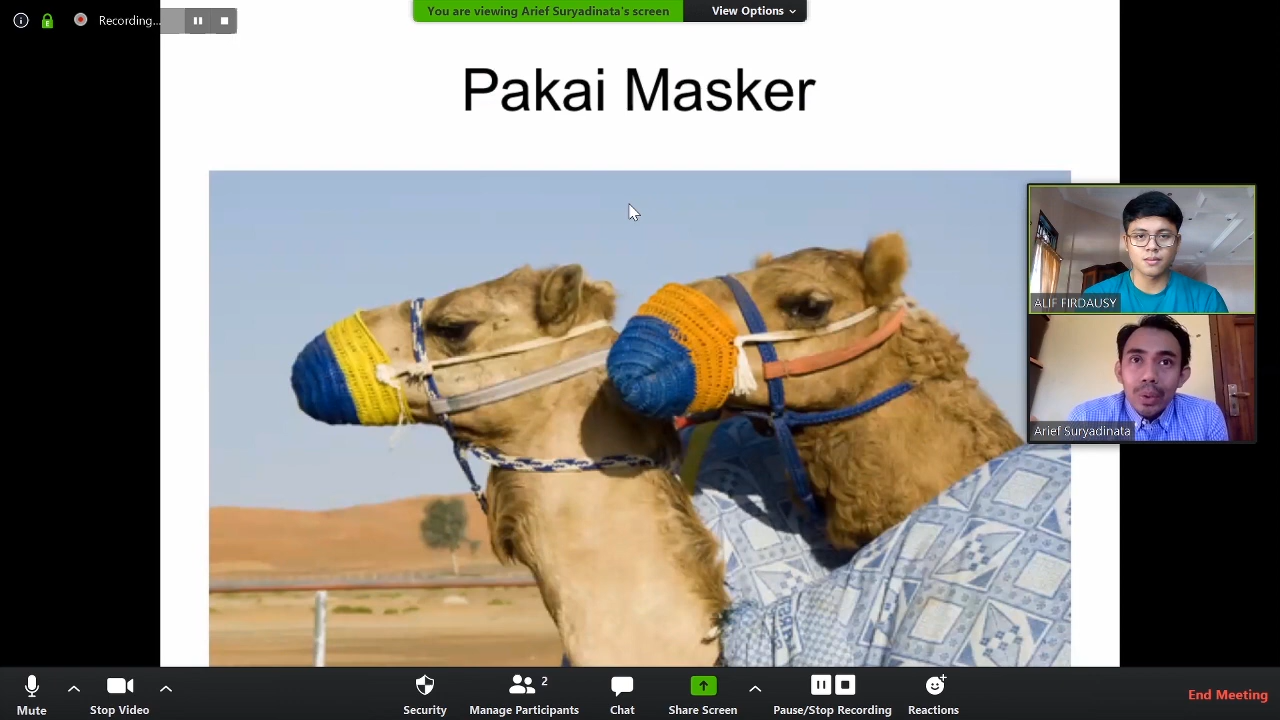 Recording...
You are viewing Arief Suryadinata's screen
View Options
Pakai Masker
ALIF FIRDAUSY
Arief Suryadinata
Mute
Stop Video
Security
2
Manage Participants
Chat
Share Screen
Pause/Stop Recording
Reactions
End Meeting